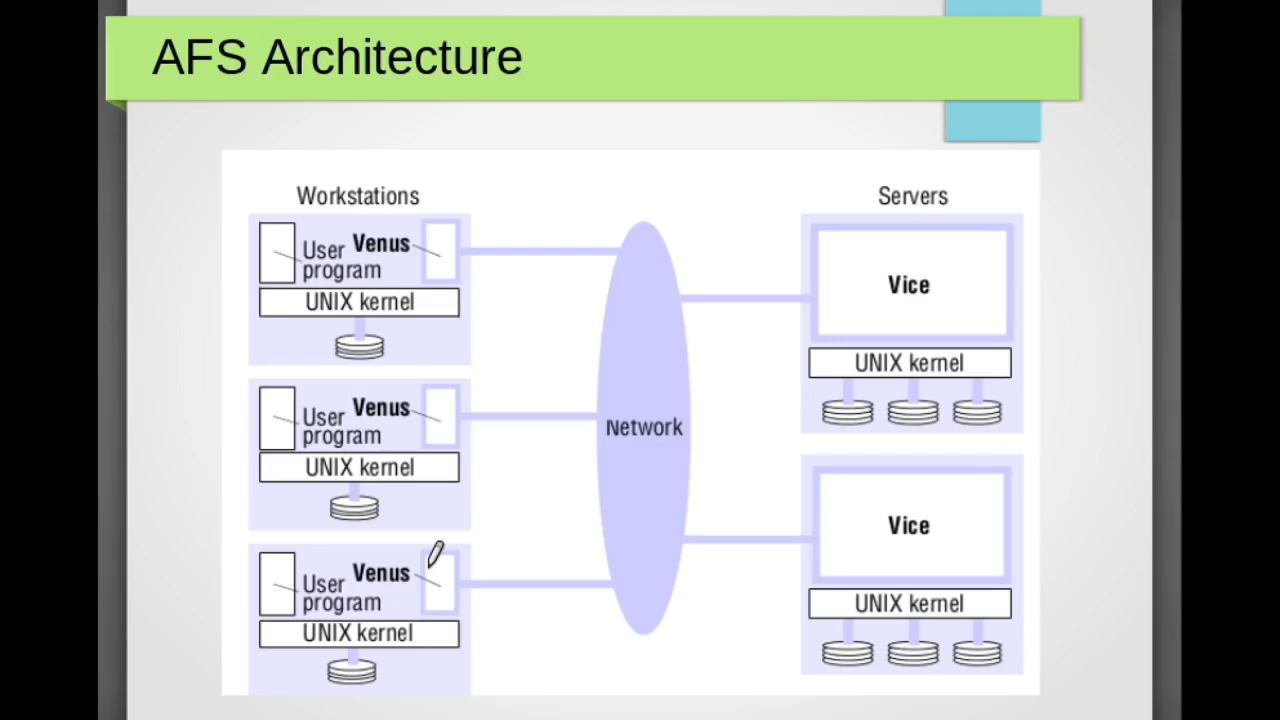 AFS Architecture
Workstations
Servers
User program
Venus
UNIX kernel
User program
Venus
UNIX kernel
User program
Venus
UNIX kernel
Network
Vice
UNIX kernel
Vice
UNIX kernel